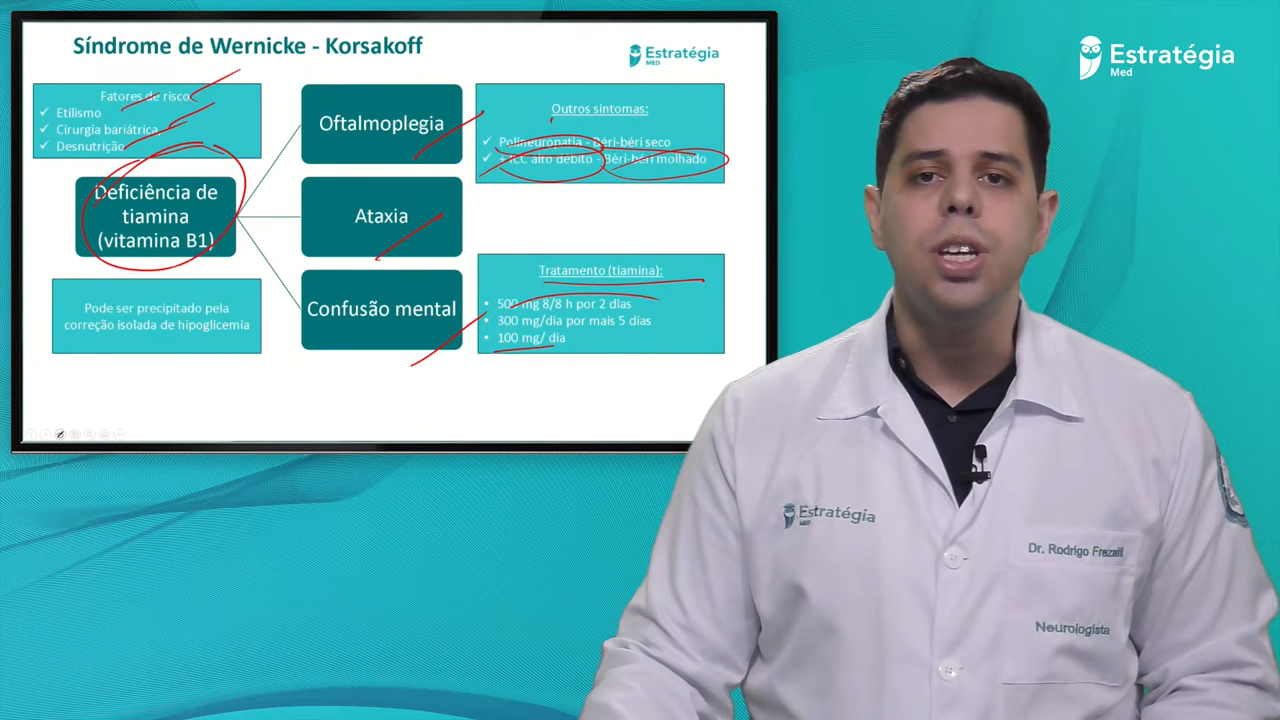 Síndrome de Wernicke - Korsakoff
Estratégia
MED
Fatores de risco:
✓ Etilismo
✓ Cirurgia bariátrica,
✓ Desnutrição
Deficiência de
tiamina
(vitamina B1)
Pode ser precipitado pela
correção isolada de hipoglicemia
Oftalmoplegia
Ataxia
Confusão mental
Outros sintomas:
✓ Polineuropatia - Béri-béri seco
✓ + ICC alto débito - Béri-béri molhado
Tratamento (tiamina):
• 500 mg 8/8 h por 2 dias
• 300 mg/dia por mais 5 dias
• 100 mg/ dia
Estratégia
Med
Estratégia
MED
Dr. Rodrigo
Neurologista